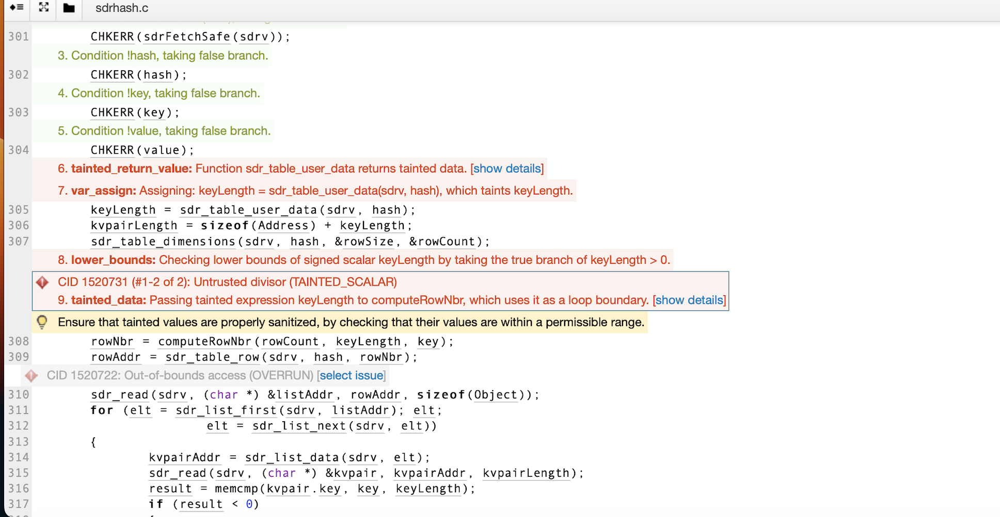 sdrhash.c
301 CHKERR(sdrFetchSafe(sdrv));
3. Condition !hash, taking false branch.
302 CHKERR(hash);
4. Condition !key, taking false branch.
303 CHKERR(key);
5. Condition !value, taking false branch.
304 CHKERR(value);
6. tainted_return_value: Function sdr_table_user_data returns tainted data. [show details]
7. var_assign: Assigning: keyLength = sdr_table_user_data(sdrv, hash), which taints keyLength.
305 keyLength = sdr_table_user_data(sdrv, hash);
306 kvpairLength = sizeof(Address) + keyLength;
307 sdr_table_dimensions(sdrv, hash, &rowSize, &rowCount);
8. lower_bounds: Checking lower bounds of signed scalar keyLength by taking the true branch of keyLength > 0.
CID 1520731 (#1-2 of 2): Untrusted divisor (TAINTED_SCALAR)
9. tainted_data: Passing tainted expression keyLength to computeRowNbr, which uses it as a loop boundary. [show details]
Ensure that tainted values are properly sanitized, by checking that their values are within a permissible range.
308 rowNbr = computeRowNbr(rowCount, keyLength, key);
309 rowAddr = sdr_table_row(sdrv, hash, rowNbr);
CID 1520722: Out-of-bounds access (OVERRUN) [select issue]
310 sdr_read(sdrv, (char *) &listAddr, rowAddr, sizeof(Object));
311 for (elt = sdr_list_first(sdrv, listAddr); elt;
312 elt = sdr_list_next(sdrv, elt))
313 {
314 kvpairAddr = sdr_list_data(sdrv, elt);
315 sdr_read(sdrv, (char *) &kvpair, kvpairAddr, kvpairLength);
316 result = memcmp(kvpair.key, key, keyLength);
317 if (result < 0)